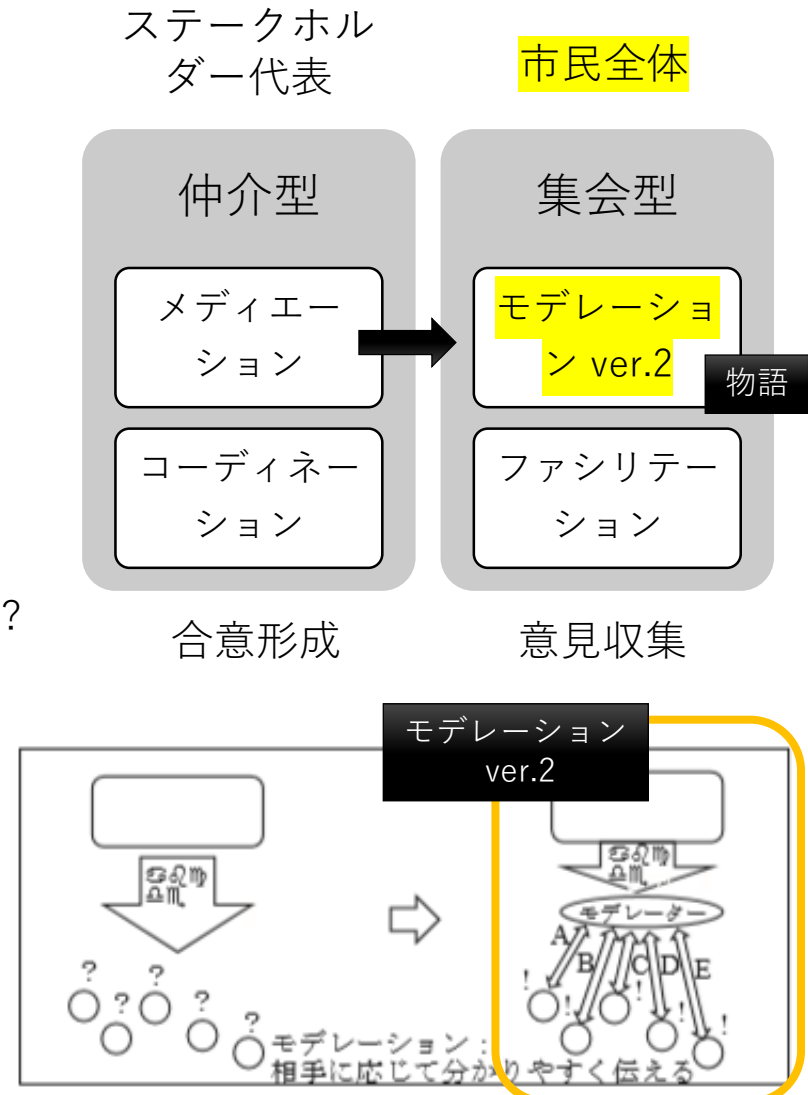 ステークホル
ダー代表
市民全体
仲介型
集会型
メディエー
ション
モデレーショ
ン ver.2
物語
コーディネー
ション
ファシリテー
ション
?
合意形成
意見収集
モデレーション
ver.2
♋♌♍
♎♏
♋♌♍
♎♏
モデレーター
A
B
C
D
E
? ? ? ? ? ?
! ! ! ! ! !
モデレーション：
相手に応じて分かりやすく伝える